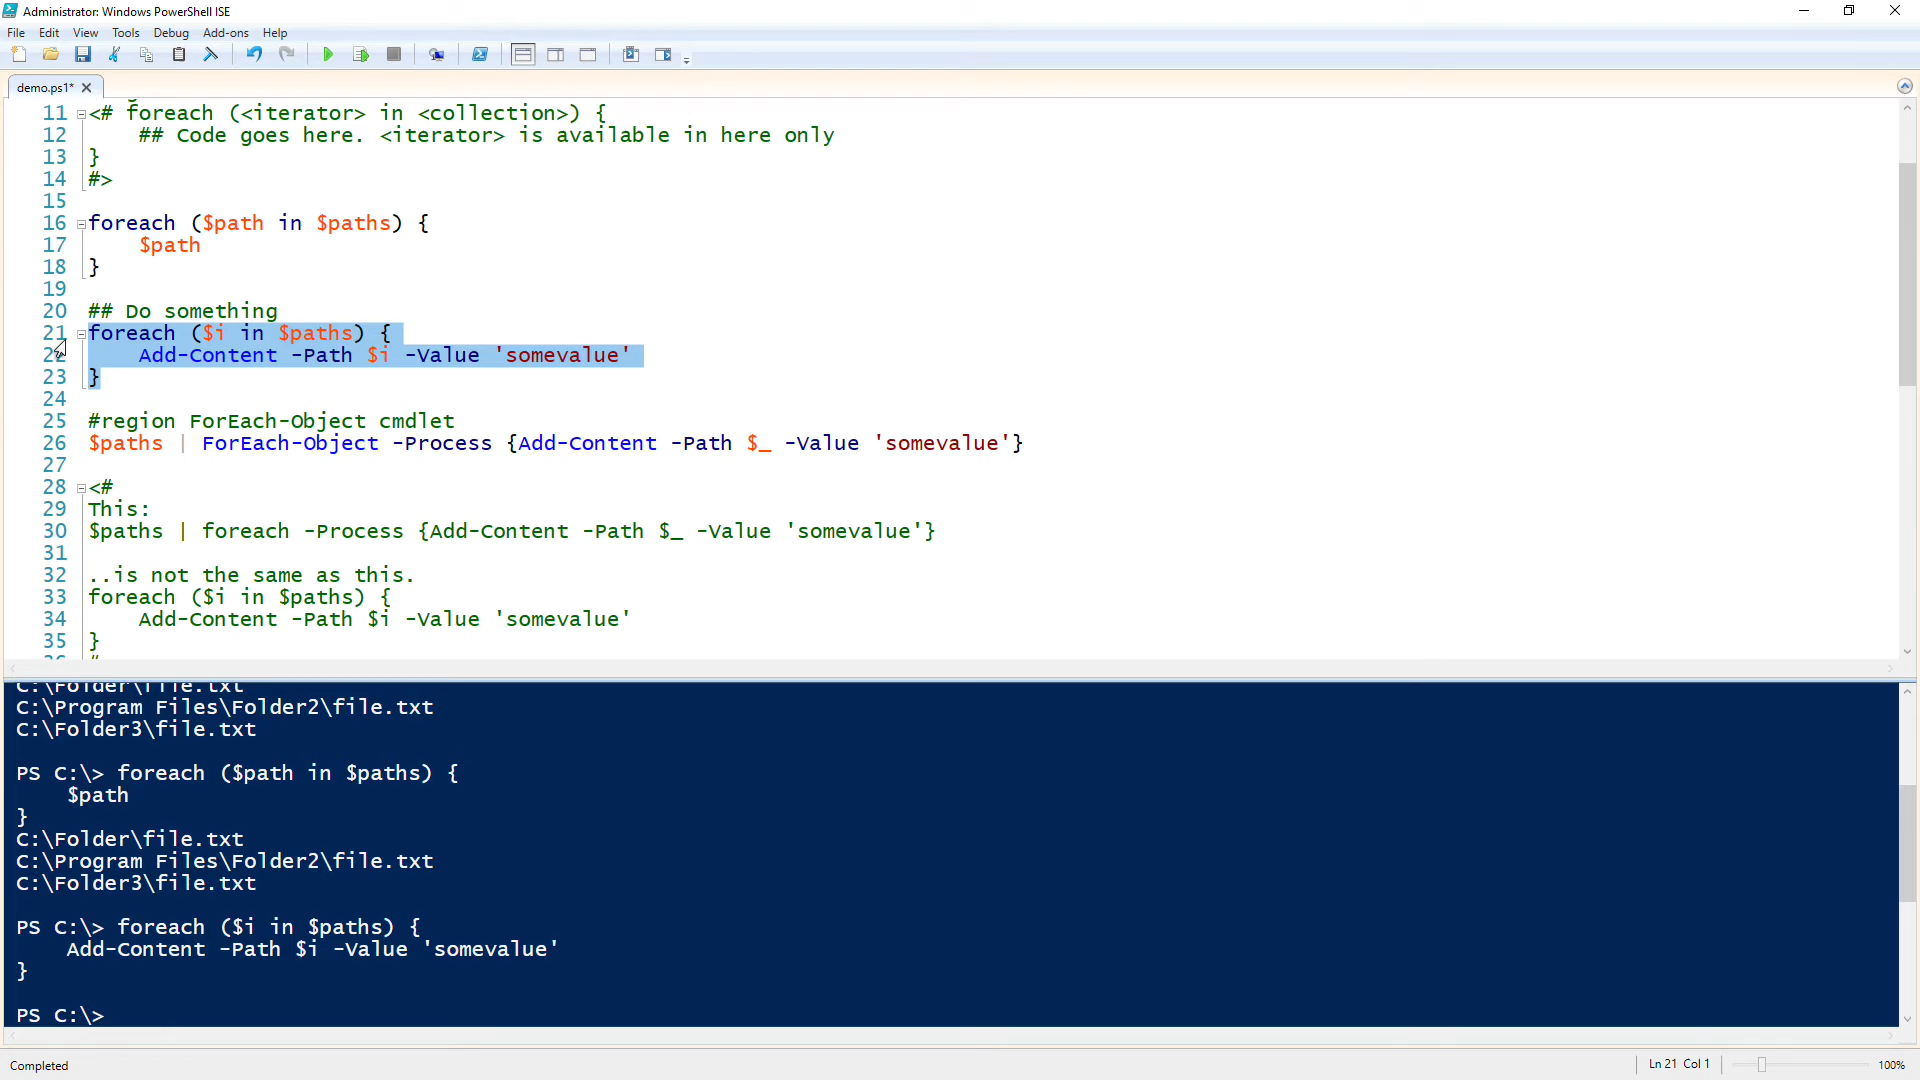 Administrator: Windows PowerShell ISE
File Edit View Tools Debug Add-ons Help
demo.ps1*
11 <# foreach (<iterator> in <collection>) {
12     ## Code goes here. <iterator> is available in here only
13 }
14 #>
15
16 foreach ($path in $paths) {
17     $path
18 }
19
20 ## Do something
21 foreach ($i in $paths) {
22     Add-Content -Path $i -Value 'somevalue'
23 }
24
25 #region ForEach-Object cmdlet
26 $paths | ForEach-Object -Process {Add-Content -Path $_ -Value 'somevalue'}
27
28 <#
29 This:
30 $paths | foreach -Process {Add-Content -Path $_ -Value 'somevalue'}
31
32 ..is not the same as this.
33 foreach ($i in $paths) {
34     Add-Content -Path $i -Value 'somevalue'
35 }
C:\Folder\file.txt
C:\Program Files\Folder2\file.txt
C:\Folder3\file.txt
PS C:\> foreach ($path in $paths) {
    $path
}
C:\Folder\file.txt
C:\Program Files\Folder2\file.txt
C:\Folder3\file.txt
PS C:\> foreach ($i in $paths) {
    Add-Content -Path $i -Value 'somevalue'
}
PS C:\>
Completed
Ln 21 Col 1
100%